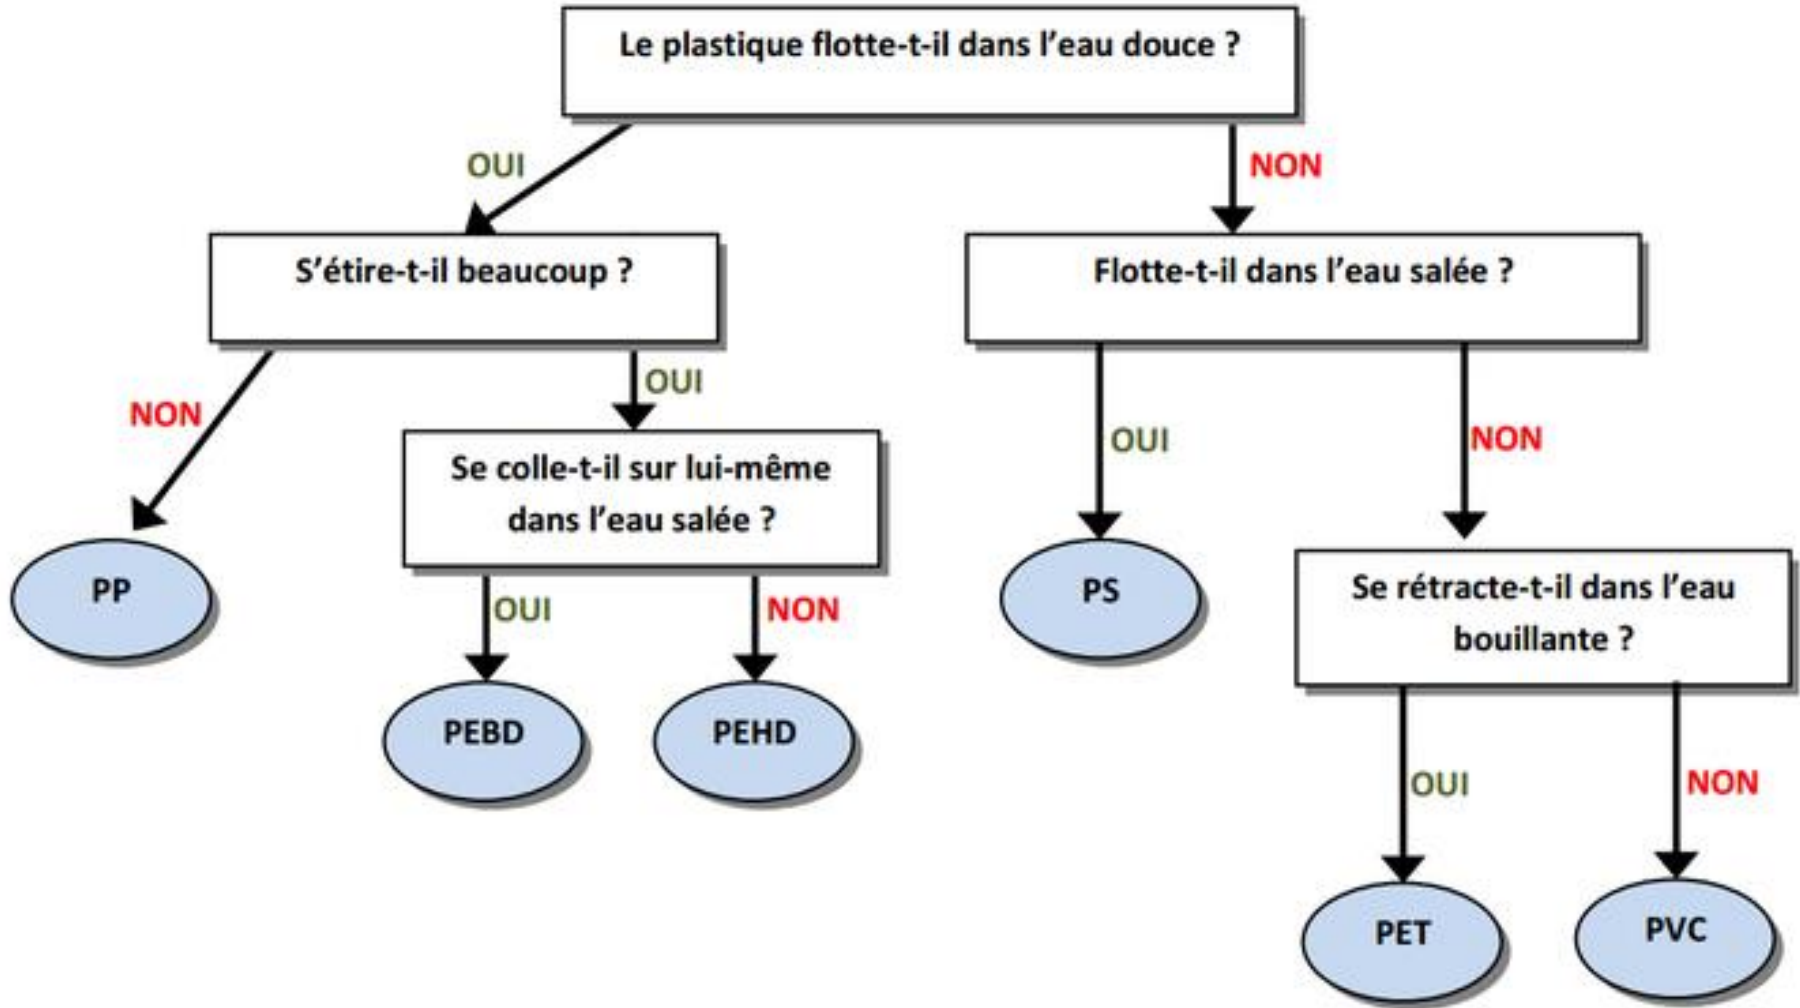 Le plastique flotte-t-il dans l’eau douce ?
OUI
NON
S’étire-t-il beaucoup ?
Flotte-t-il dans l’eau salée ?
NON
OUI
OUI
NON
Se colle-t-il sur lui-même
dans l’eau salée ?
PP
PS
Se rétracte-t-il dans l’eau
bouillante ?
OUI
NON
PEBD
PEHD
OUI
NON
PET
PVC